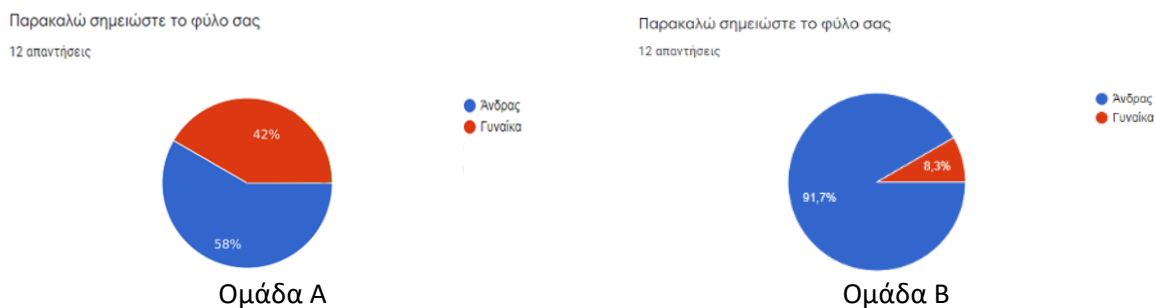 Παρακαλώ σημειώστε το φύλο σας
12 απαντήσεις
Άνδρας
Γυναίκα
42%
58%
Ομάδα Α
Παρακαλώ σημειώστε το φύλο σας
12 απαντήσεις
Άνδρας
Γυναίκα
8,3%
91,7%
Ομάδα Β